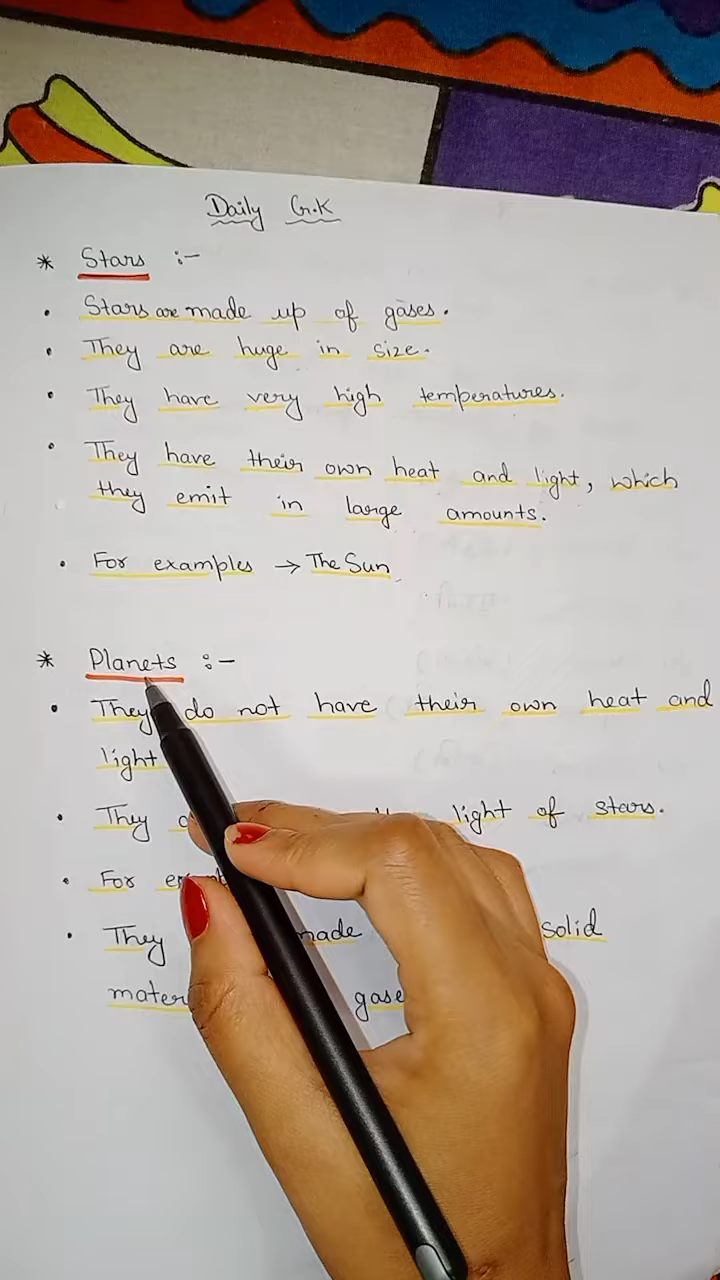 Daily G.K
* Stars :-
• Stars are made up of gases.
• They are huge in size.
• They have very high temperatures.
• They have their own heat and light, which
they emit in large amounts.
• For examples → The Sun
* Planets :-
• They do not have their own heat and
light
• They light of stars.
• For
• They made solid